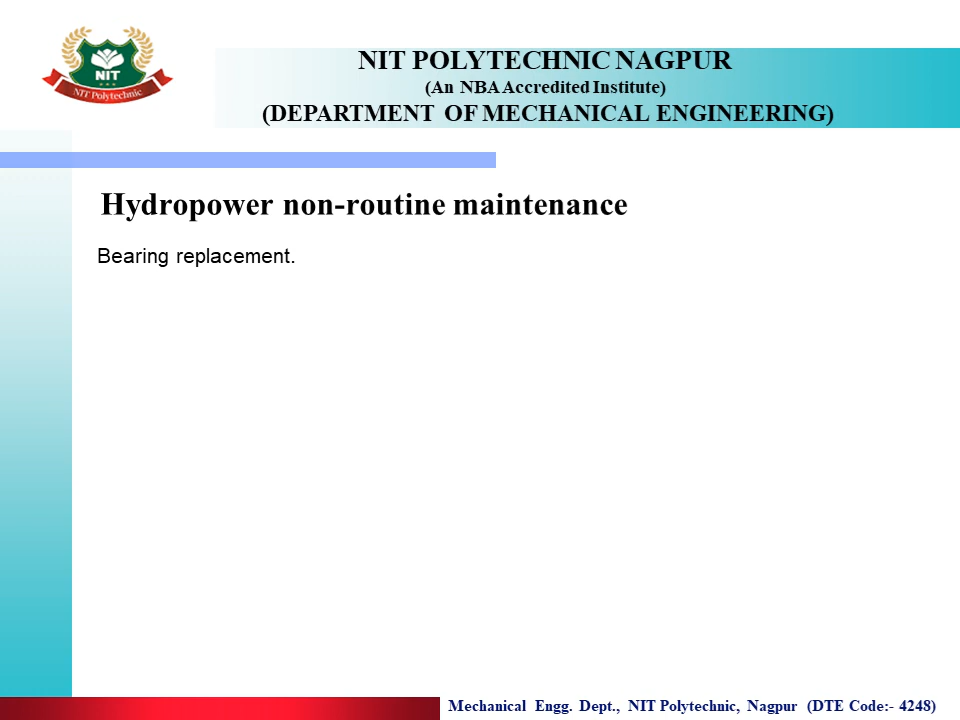 NIT
NIT Polytechnic
NIT POLYTECHNIC NAGPUR
(An NBA Accredited Institute)
(DEPARTMENT OF MECHANICAL ENGINEERING)
Hydropower non-routine maintenance
Bearing replacement.
Mechanical Engg. Dept., NIT Polytechnic, Nagpur (DTE Code:- 4248)